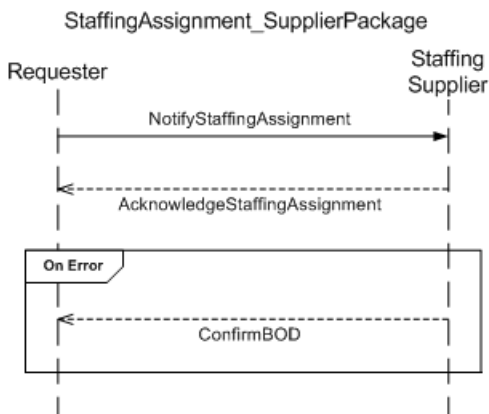 StaffingAssignment_SupplierPackage
Requester
Staffing
Supplier
NotifyStaffingAssignment
AcknowledgeStaffingAssignment
On Error
ConfirmBOD